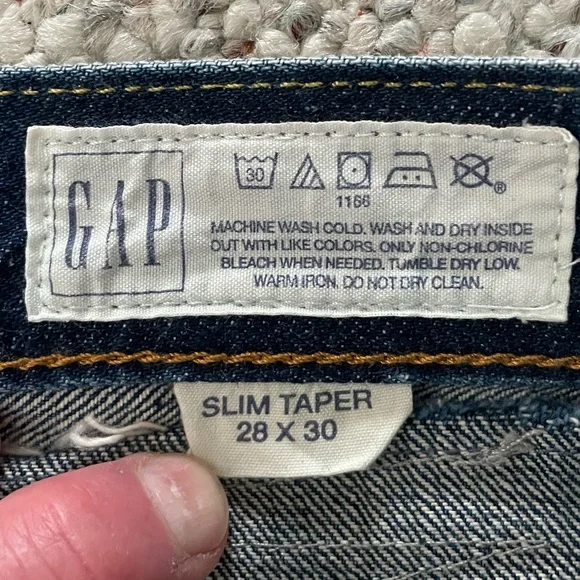 GAP
30
1166
®
MACHINE WASH COLD. WASH AND DRY INSIDE
OUT WITH LIKE COLORS. ONLY NON-CHLORINE
BLEACH WHEN NEEDED. TUMBLE DRY LOW.
WARM IRON. DO NOT DRY CLEAN.
SLIM TAPER
28 X 30